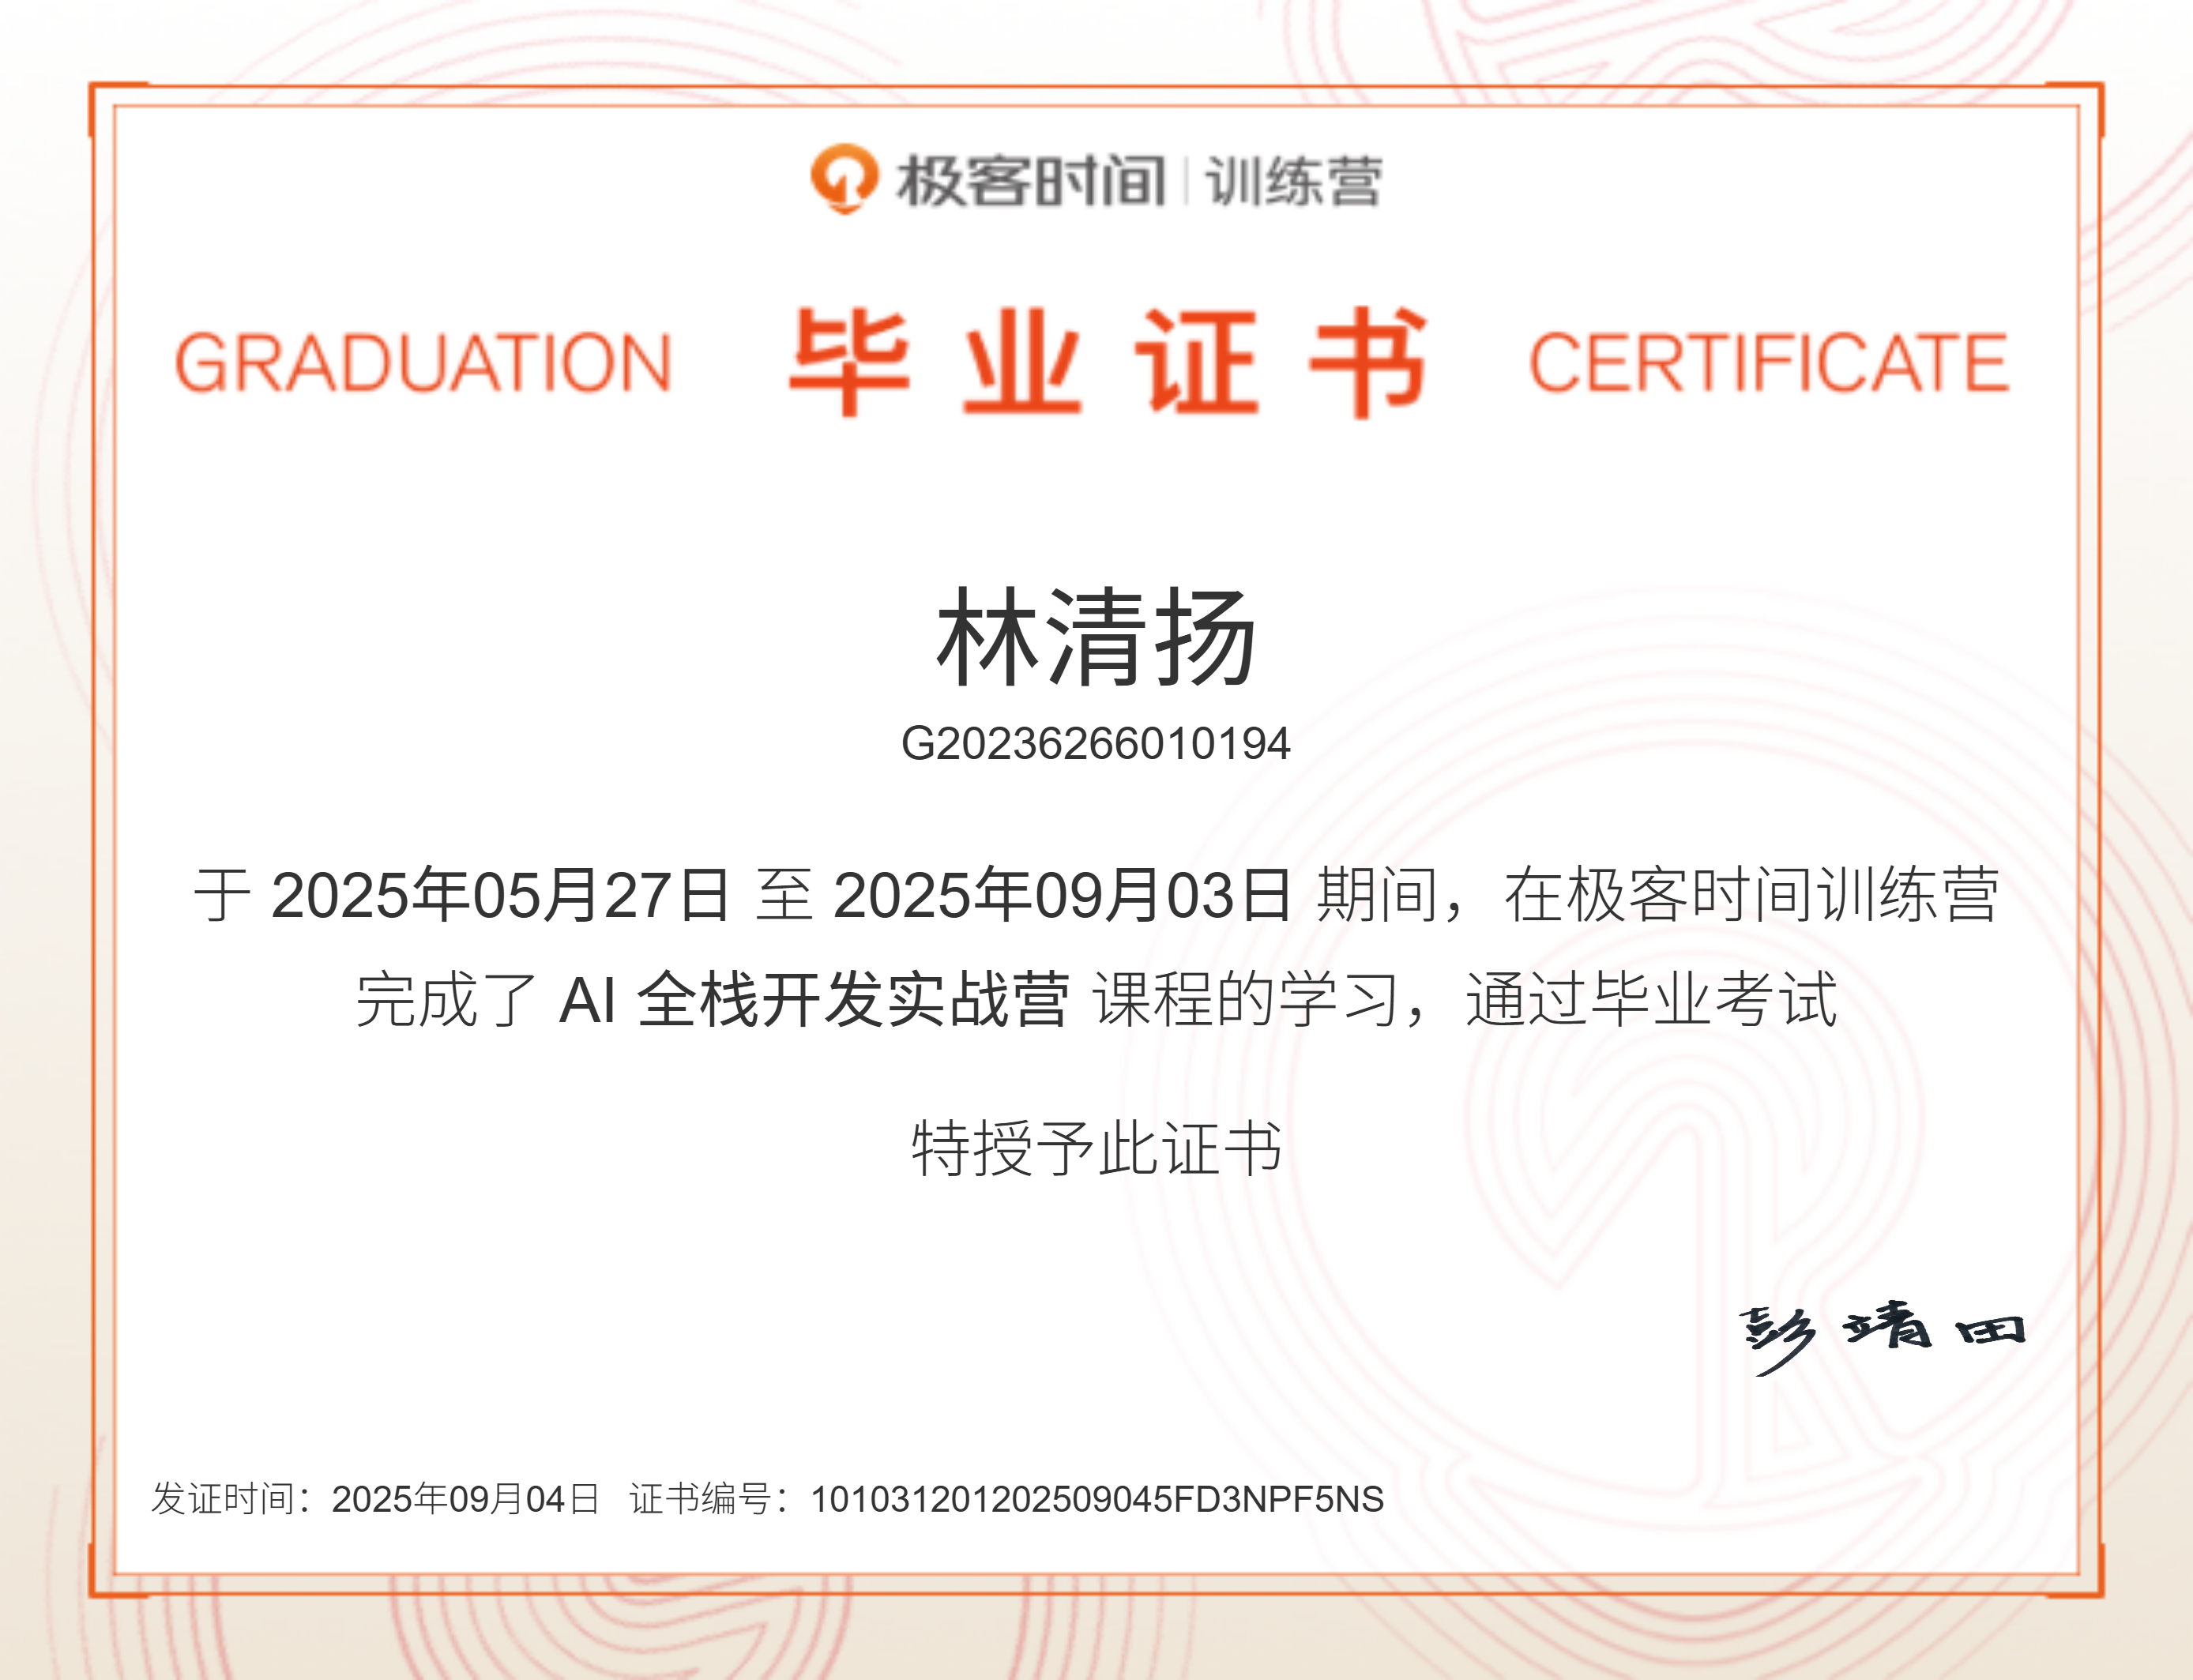 极客时间 | 训练营
GRADUATION 毕业证书 CERTIFICATE
林清扬
G20236266010194
于 2025年05月27日 至 2025年09月03日 期间，在极客时间训练营
完成了 AI 全栈开发实战营 课程的学习，通过毕业考试
特授予此证书
彭靖田
发证时间：2025年09月04日 证书编号：101031201202509045FD3NPF5NS